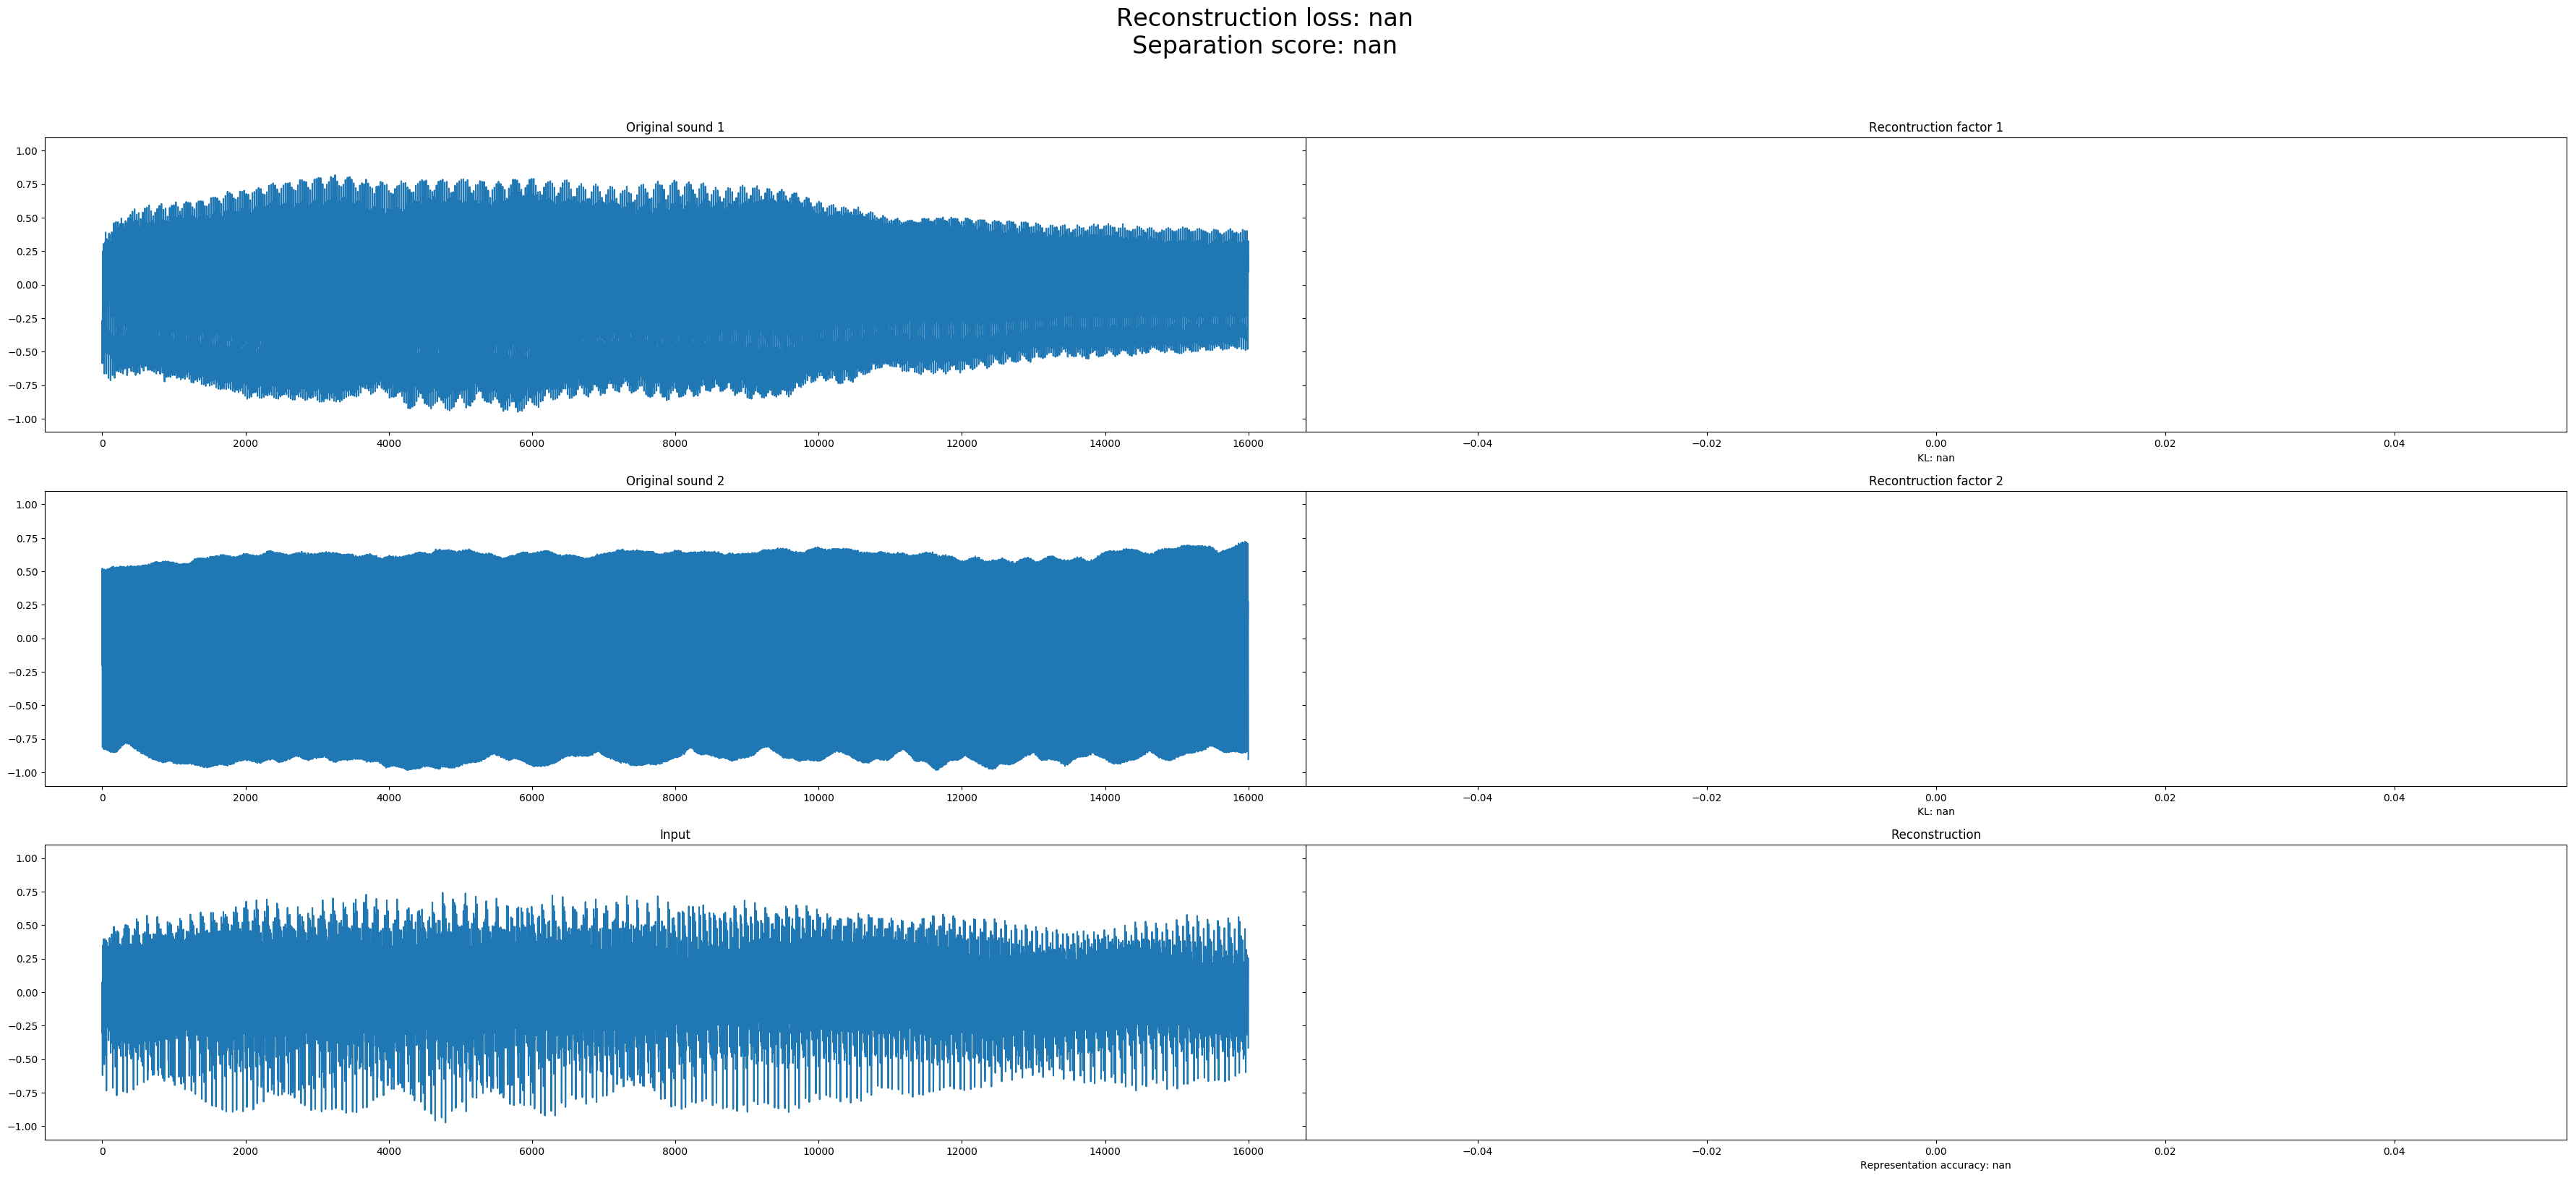 Reconstruction loss: nan
Separation score: nan
Original sound 1
Recontruction factor 1
1.00
0.75
0.50
0.25
0.00
−0.25
−0.50
−0.75
−1.00
0 2000 4000 6000 8000 10000 12000 14000 16000
−0.04 −0.02 0.00 0.02 0.04
KL: nan
Original sound 2
Recontruction factor 2
1.00
0.75
0.50
0.25
0.00
−0.25
−0.50
−0.75
−1.00
0 2000 4000 6000 8000 10000 12000 14000 16000
−0.04 −0.02 0.00 0.02 0.04
KL: nan
Input
Reconstruction
1.00
0.75
0.50
0.25
0.00
−0.25
−0.50
−0.75
−1.00
0 2000 4000 6000 8000 10000 12000 14000 16000
−0.04 −0.02 0.00 0.02 0.04
Representation accuracy: nan